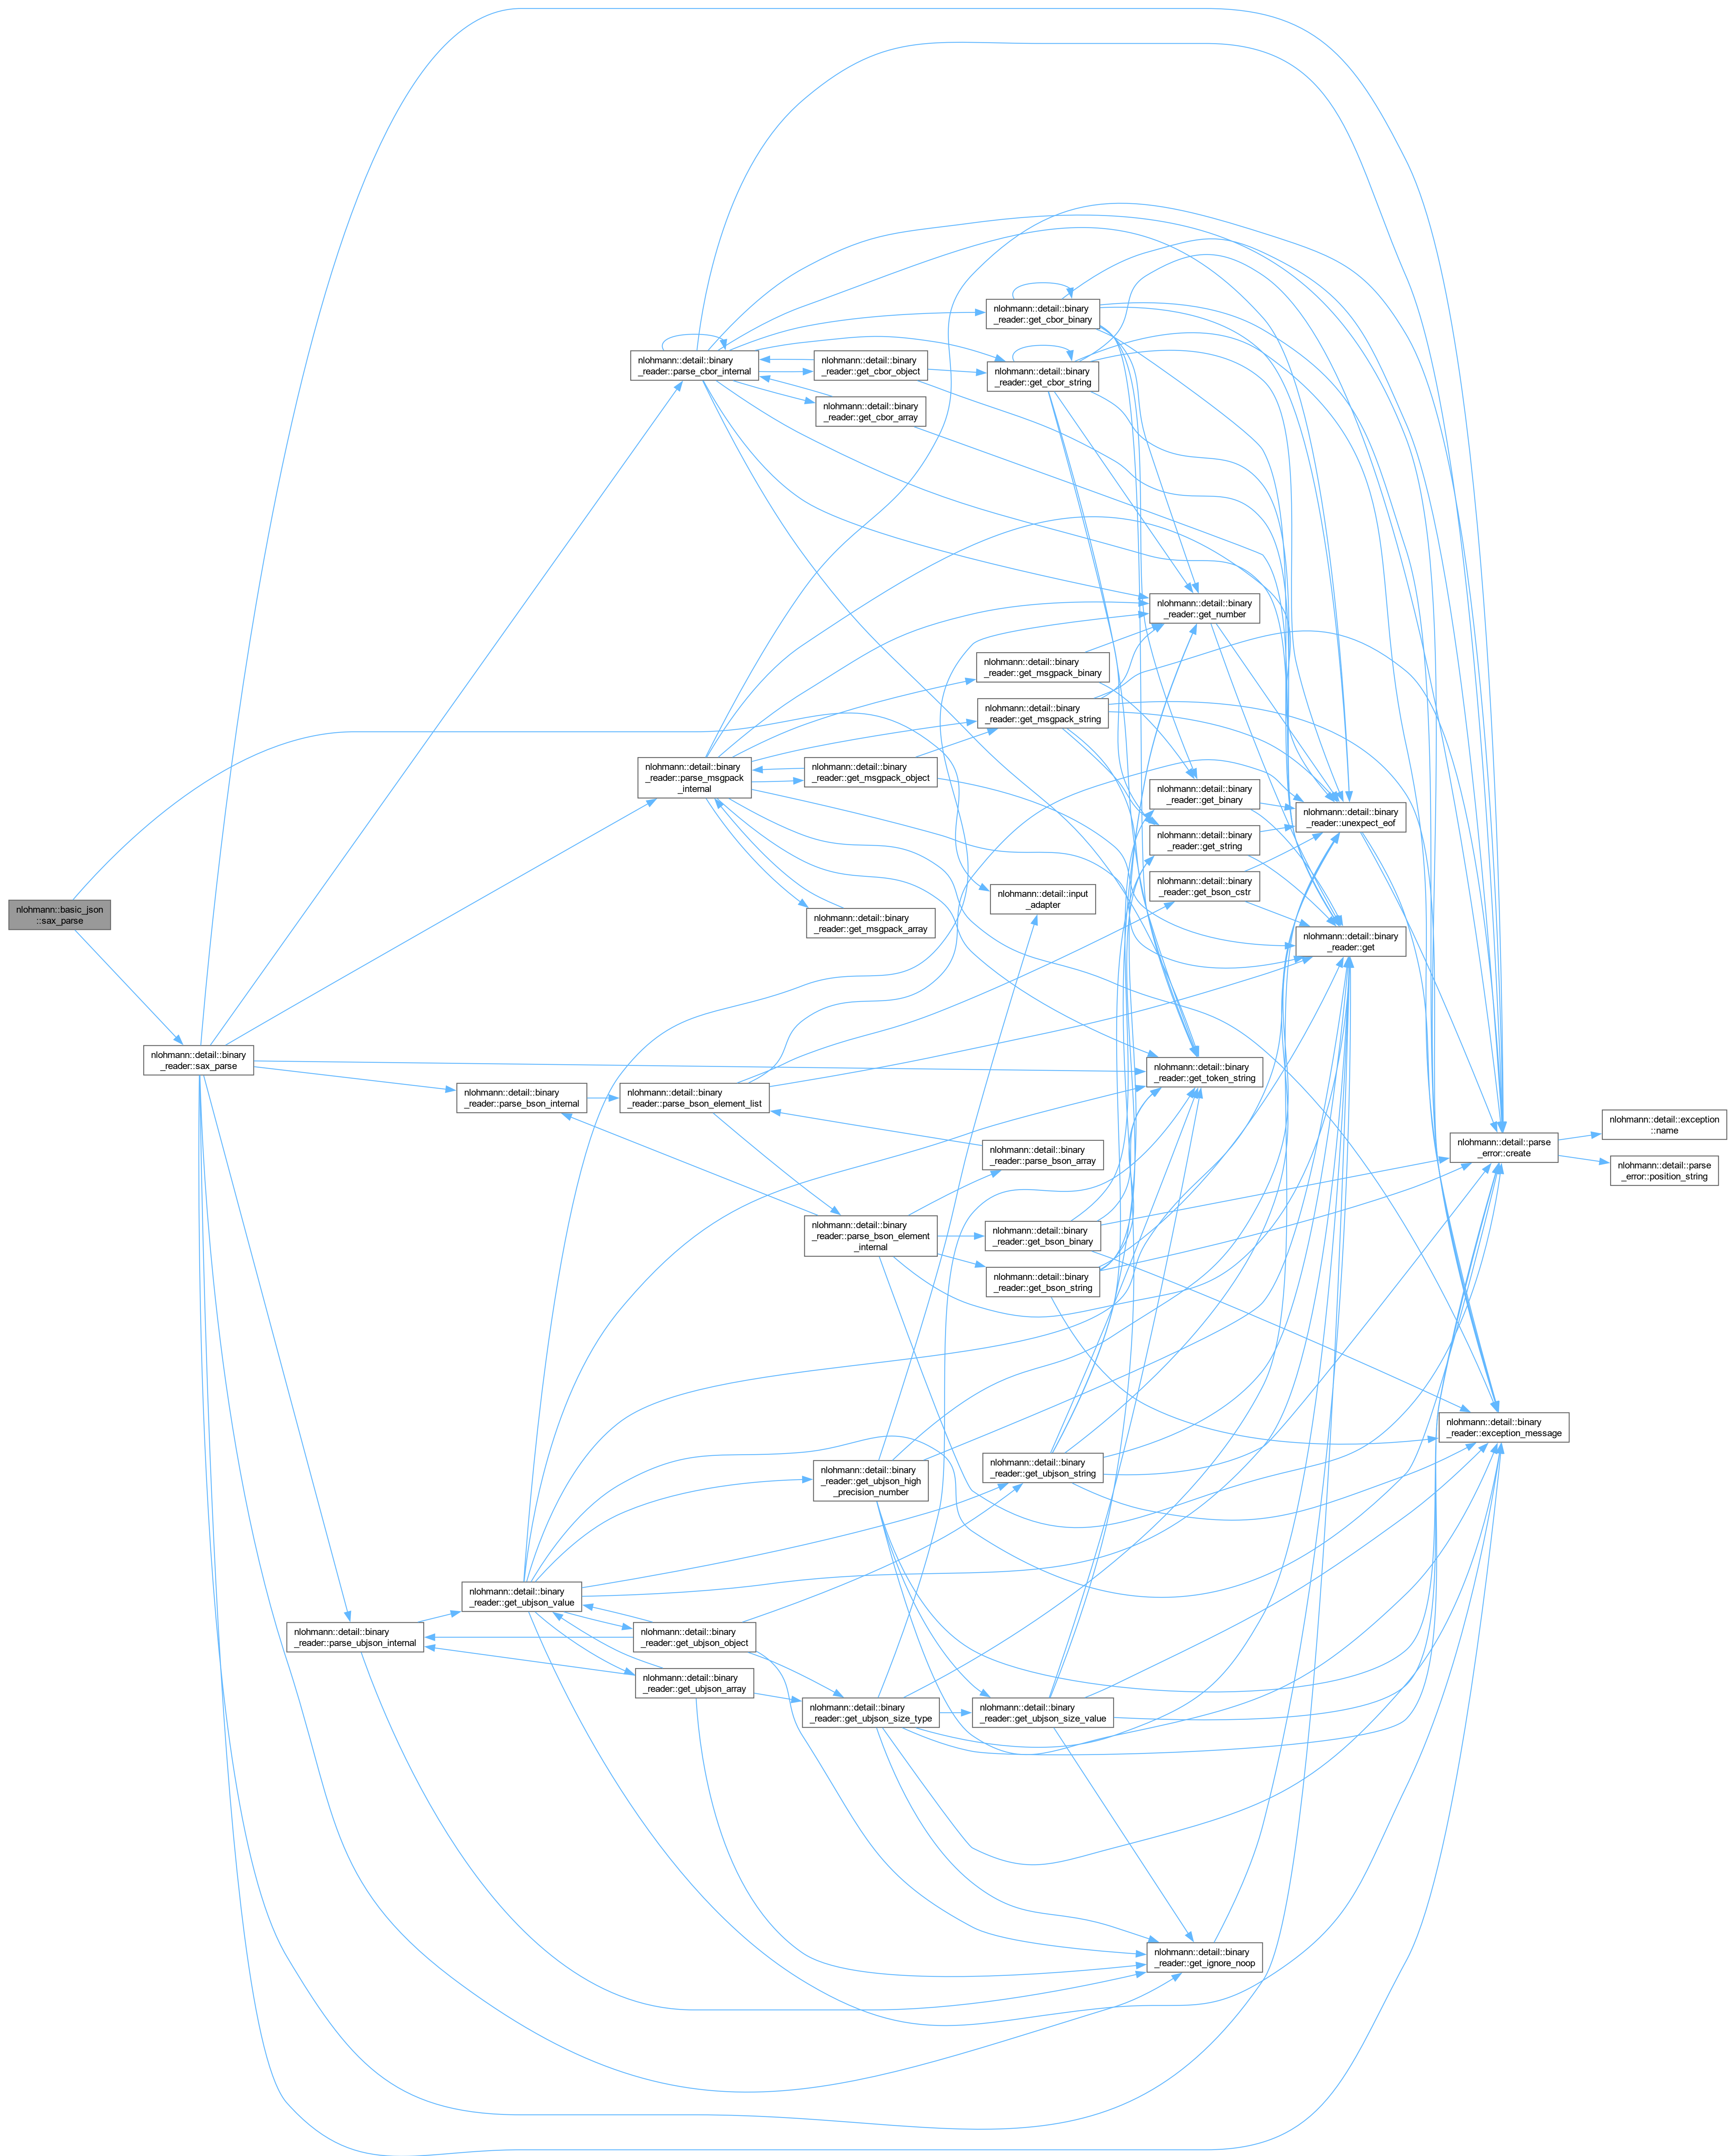 nlohmann::basic_json
::sax_parse
nlohmann::detail::binary
_reader::sax_parse
nlohmann::detail::binary
_reader::parse_ubjson_internal
nlohmann::detail::binary
_reader::parse_bson_internal
nlohmann::detail::binary
_reader::get_ubjson_value
nlohmann::detail::binary
_reader::parse_cbor_internal
nlohmann::detail::binary
_reader::parse_msgpack
_internal
nlohmann::detail::binary
_reader::parse_bson_element_list
nlohmann::detail::binary
_reader::get_ubjson_object
nlohmann::detail::binary
_reader::get_ubjson_array
nlohmann::detail::binary
_reader::get_cbor_object
nlohmann::detail::binary
_reader::get_cbor_array
nlohmann::detail::binary
_reader::get_msgpack_object
nlohmann::detail::binary
_reader::get_msgpack_array
nlohmann::detail::binary
_reader::parse_bson_element
_internal
nlohmann::detail::binary
_reader::get_ubjson_high
_precision_number
nlohmann::detail::binary
_reader::get_ubjson_size_type
nlohmann::detail::binary
_reader::get_cbor_binary
nlohmann::detail::binary
_reader::get_cbor_string
nlohmann::detail::binary
_reader::get_msgpack_binary
nlohmann::detail::binary
_reader::get_msgpack_string
nlohmann::detail::input
_adapter
nlohmann::detail::binary
_reader::parse_bson_array
nlohmann::detail::binary
_reader::get_bson_binary
nlohmann::detail::binary
_reader::get_bson_string
nlohmann::detail::binary
_reader::get_ubjson_string
nlohmann::detail::binary
_reader::get_ubjson_size_value
nlohmann::detail::binary
_reader::get_number
nlohmann::detail::binary
_reader::get_binary
nlohmann::detail::binary
_reader::get_string
nlohmann::detail::binary
_reader::get_bson_cstr
nlohmann::detail::binary
_reader::get_token_string
nlohmann::detail::binary
_reader::get_ignore_noop
nlohmann::detail::binary
_reader::unexpect_eof
nlohmann::detail::binary
_reader::get
nlohmann::detail::parse
_error::create
nlohmann::detail::binary
_reader::exception_message
nlohmann::detail::exception
::name
nlohmann::detail::parse
_error::position_string